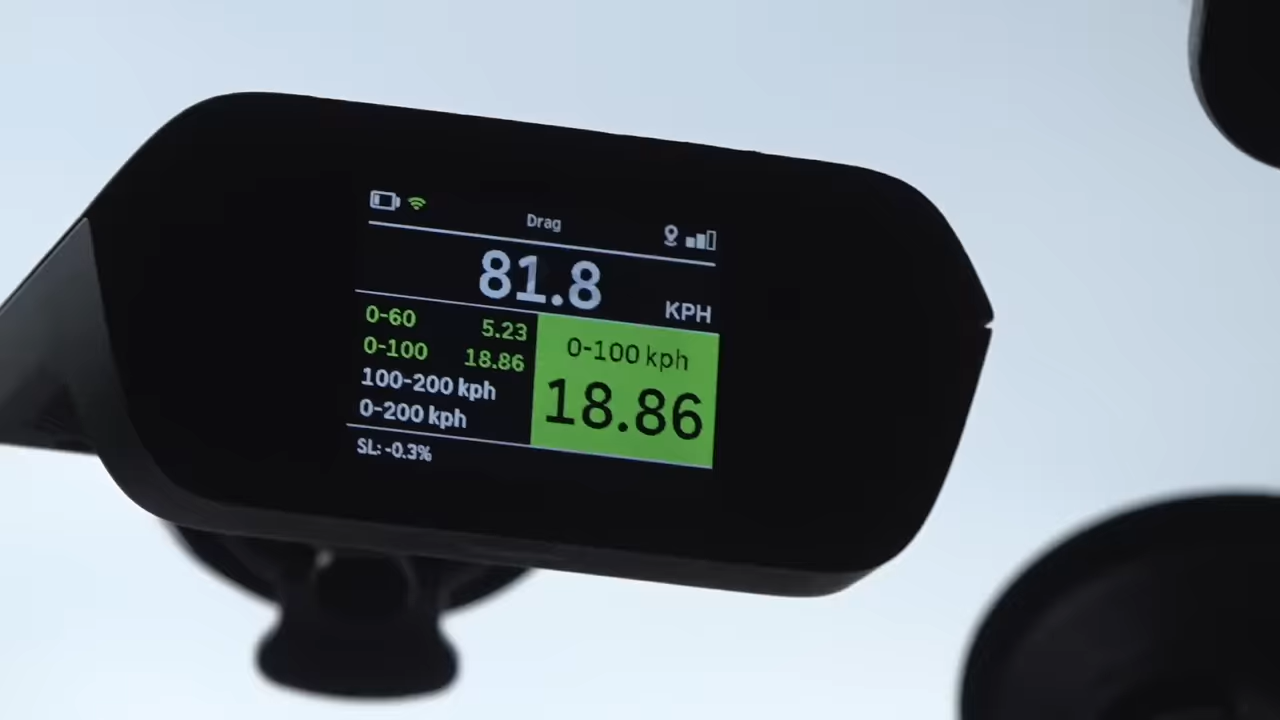 Drag
81.8 KPH
0-60 5.23
0-100 18.86
100-200 kph
0-200 kph
0-100 kph
18.86
SL: -0.3%